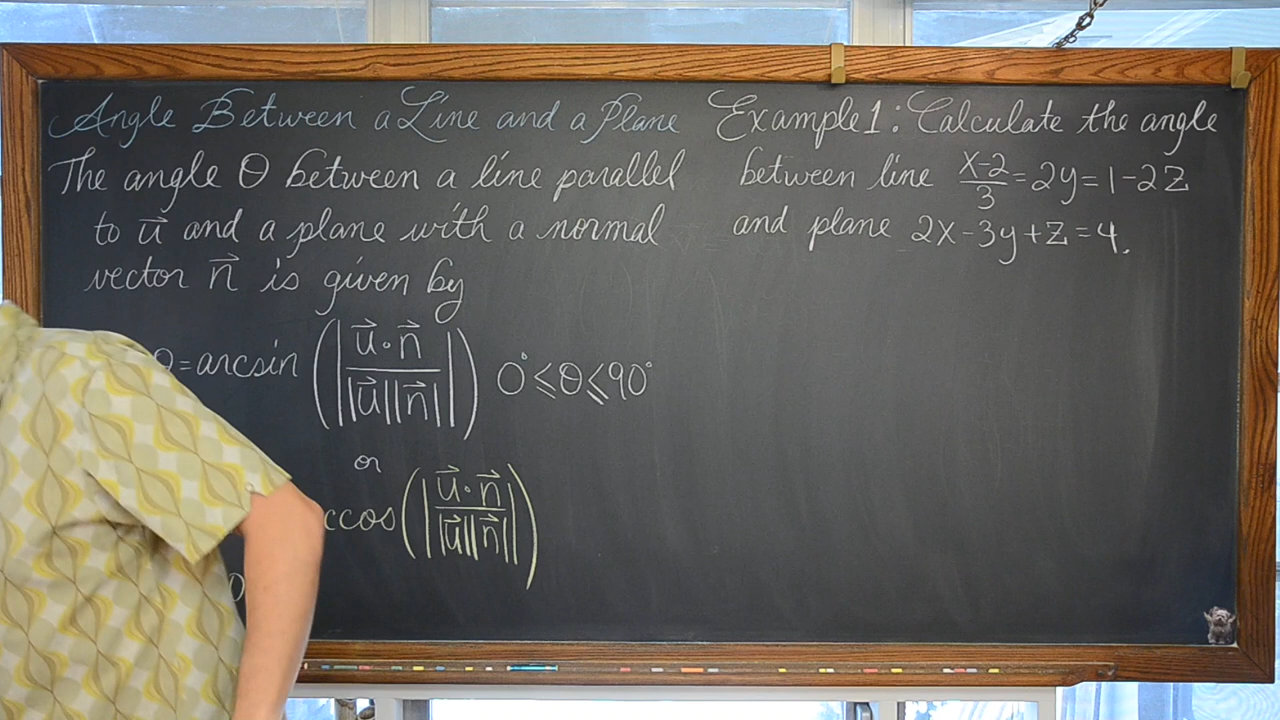 Angle Between a Line and a Plane
The angle θ between a line parallel
to u⃗ and a plane with a normal
vector n⃗ is given by
θ=arcsin(|u⃗·n⃗/|u⃗||n⃗||) 0°≤θ≤90°
or
ccos(|u⃗·n⃗/|u⃗||n⃗||)
Example 1: Calculate the angle
between line x-2/3=2y=1-2z
and plane 2x-3y+z=4.